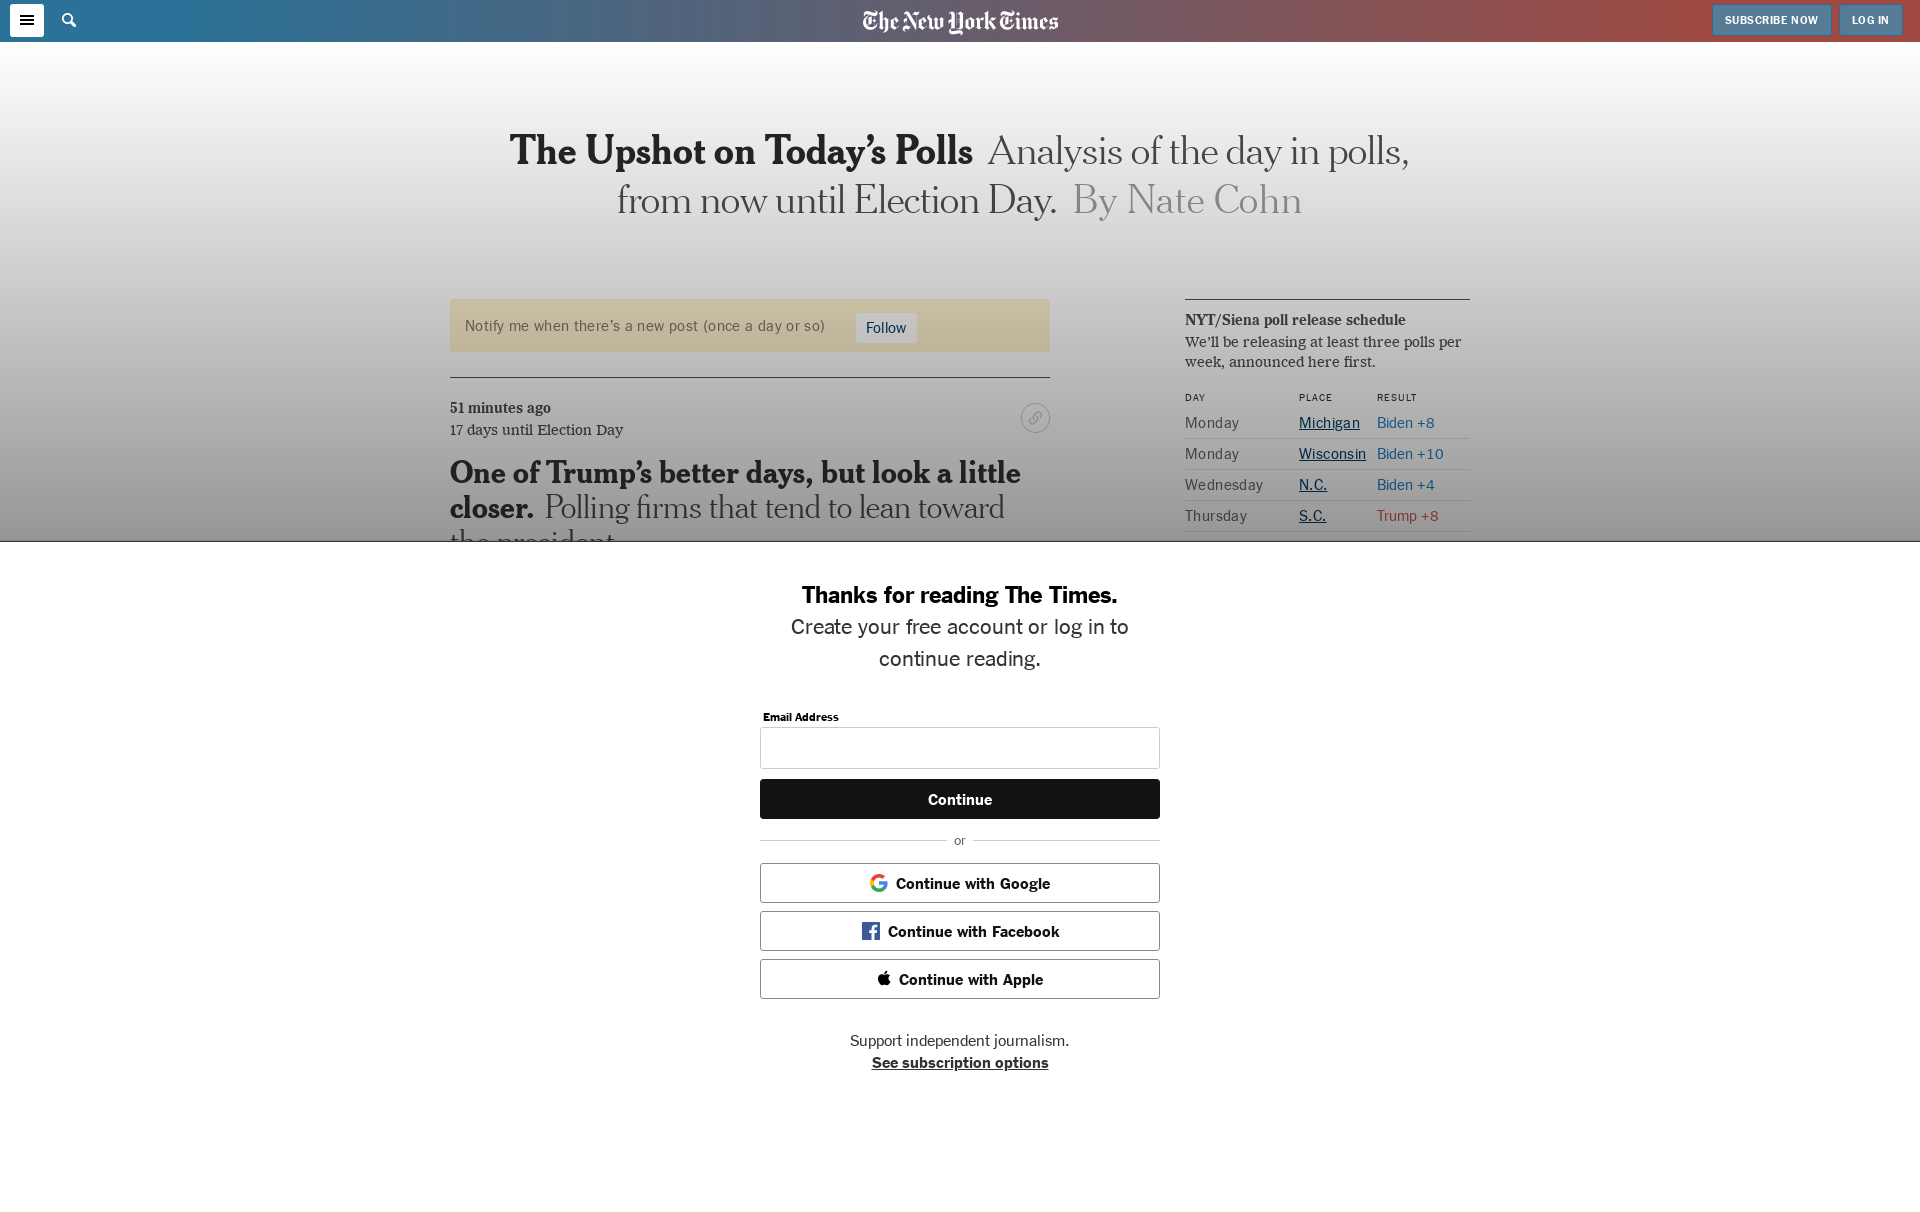 The New York Times
SUBSCRIBE NOW
LOG IN
The Upshot on Today’s Polls Analysis of the day in polls,
from now until Election Day. By Nate Cohn
Notify me when there’s a new post (once a day or so)
Follow
51 minutes ago
17 days until Election Day
One of Trump’s better days, but look a little
closer. Polling firms that tend to lean toward
the president
NYT/Siena poll release schedule
We’ll be releasing at least three polls per
week, announced here first.
DAY PLACE RESULT
Monday Michigan Biden +8
Monday Wisconsin Biden +10
Wednesday N.C. Biden +4
Thursday S.C. Trump +8
Thanks for reading The Times.
Create your free account or log in to
continue reading.
Email Address
Continue
or
Continue with Google
Continue with Facebook
Continue with Apple
Support independent journalism.
See subscription options